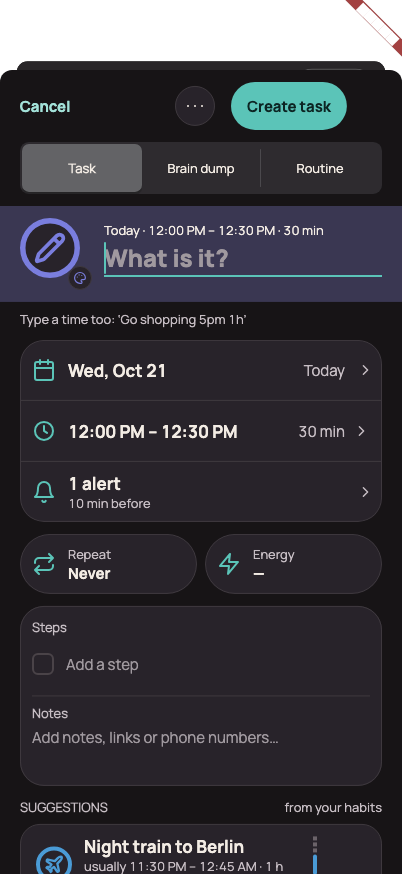 Cancel
Create task
Task
Brain dump
Routine
Today · 12:00 PM – 12:30 PM · 30 min
What is it?
Type a time too: 'Go shopping 5pm 1h'
Wed, Oct 21
Today
12:00 PM – 12:30 PM
30 min
1 alert
10 min before
Repeat
Never
Energy
–
Steps
Add a step
Notes
Add notes, links or phone numbers...
SUGGESTIONS
from your habits
Night train to Berlin
usually 11:30 PM – 12:45 AM · 1 h